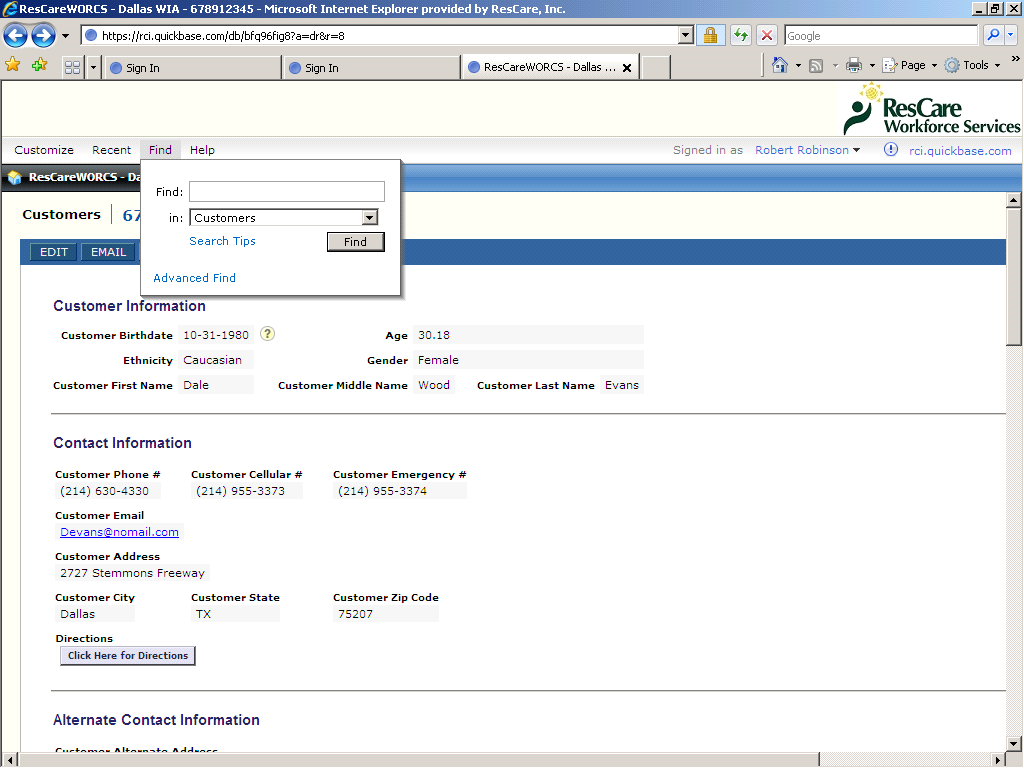 ResCareWORCS - Dallas WIA - 678912345 - Microsoft Internet Explorer provided by ResCare, Inc.
https://rci.quickbase.com/db/bfq96fig8?a=dr&r=8
Google
Sign In
Sign In
ResCareWORCS - Dallas ...
Page
Tools
ResCare
Workforce Services
Customize Recent Find Help
Signed in as Robert Robinson
rci.quickbase.com
ResCareWORCS - Da
Find:
in: Customers
Search Tips
Find
Advanced Find
Customers 67
EDIT EMAIL
Customer Information
Customer Birthdate 10-31-1980 ? Age 30.18
Ethnicity Caucasian Gender Female
Customer First Name Dale Customer Middle Name Wood Customer Last Name Evans
Contact Information
Customer Phone # Customer Cellular # Customer Emergency #
(214) 630-4330 (214) 955-3373 (214) 955-3374
Customer Email
Devans@nomail.com
Customer Address
2727 Stemmons Freeway
Customer City Customer State Customer Zip Code
Dallas TX 75207
Directions
Click Here for Directions
Alternate Contact Information
Customer Alternate Address